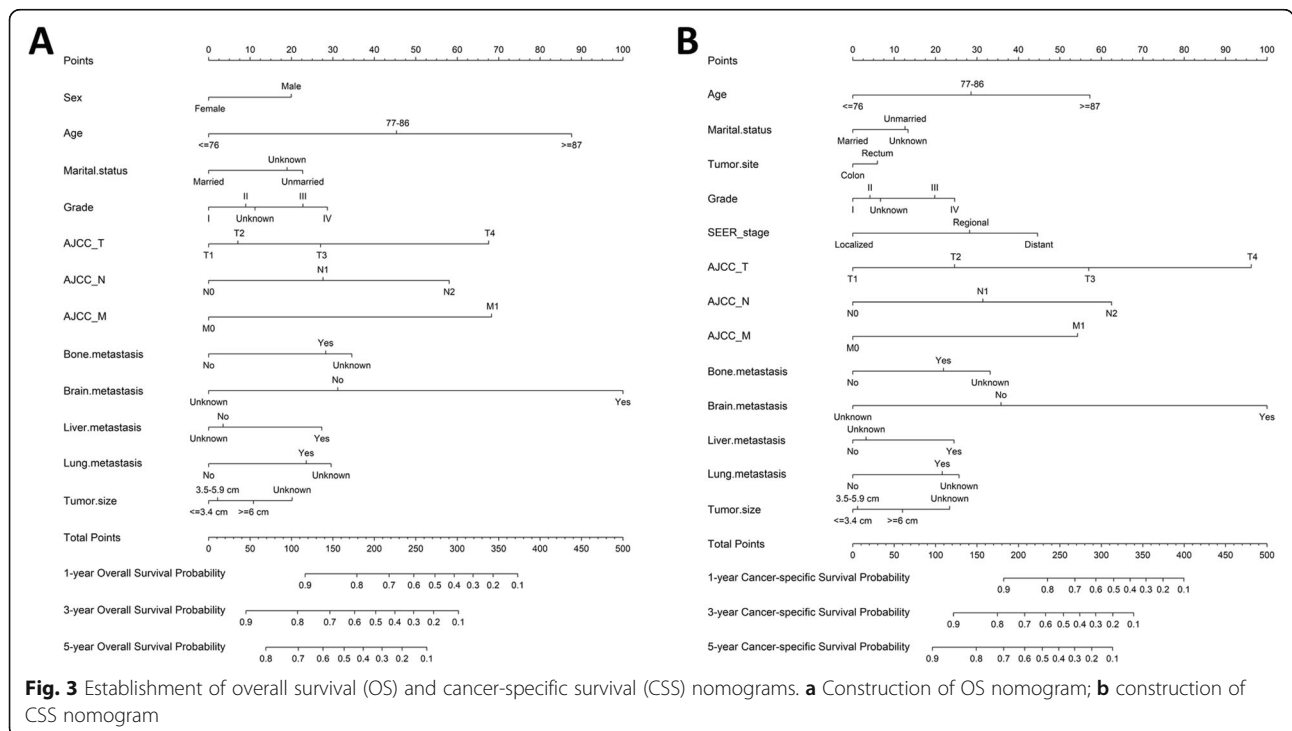 A
Points
0 10 20 30 40 50 60 70 80 90 100
Male
Sex
Female
77-86
Age
<=76 >=87
Unknown
Marital.status
Married Unmarried
II III
Grade
I Unknown IV
T2 T4
AJCC_T
T1 T3
N1
AJCC_N
N0 N2
M1
AJCC_M
M0
Yes
Bone.metastasis
No Unknown
No
Brain.metastasis
Unknown Yes
No
Liver.metastasis
Unknown Yes
Yes
Lung.metastasis
No Unknown
3.5-5.9 cm Unknown
Tumor.size
<=3.4 cm >=6 cm
Total Points
0 50 100 150 200 250 300 350 400 450 500
1-year Overall Survival Probability
0.9 0.8 0.7 0.6 0.5 0.4 0.3 0.2 0.1
3-year Overall Survival Probability
0.9 0.8 0.7 0.6 0.5 0.4 0.3 0.2 0.1
5-year Overall Survival Probability
0.8 0.7 0.6 0.5 0.4 0.3 0.2 0.1
B
Points
0 10 20 30 40 50 60 70 80 90 100
77-86
Age
<=76 >=87
Unmarried
Marital.status
Married Unknown
Rectum
Tumor.site
Colon
II III
Grade
I Unknown IV
Regional
SEER_stage
Localized Distant
T2 T4
AJCC_T
T1 T3
N1
AJCC_N
N0 N2
M1
AJCC_M
M0
Yes
Bone.metastasis
No Unknown
No
Brain.metastasis
Unknown Yes
Unknown
Liver.metastasis
No Yes
Yes
Lung.metastasis
No Unknown
3.5-5.9 cm Unknown
Tumor.size
<=3.4 cm >=6 cm
Total Points
0 50 100 150 200 250 300 350 400 450 500
1-year Cancer-specific Survival Probability
0.9 0.8 0.7 0.6 0.5 0.4 0.3 0.2 0.1
3-year Cancer-specific Survival Probability
0.9 0.8 0.7 0.6 0.5 0.4 0.3 0.2 0.1
5-year Cancer-specific Survival Probability
0.9 0.8 0.7 0.6 0.5 0.4 0.3 0.2 0.1
Fig. 3 Establishment of overall survival (OS) and cancer-specific survival (CSS) nomograms. a Construction of OS nomogram; b construction of
CSS nomogram